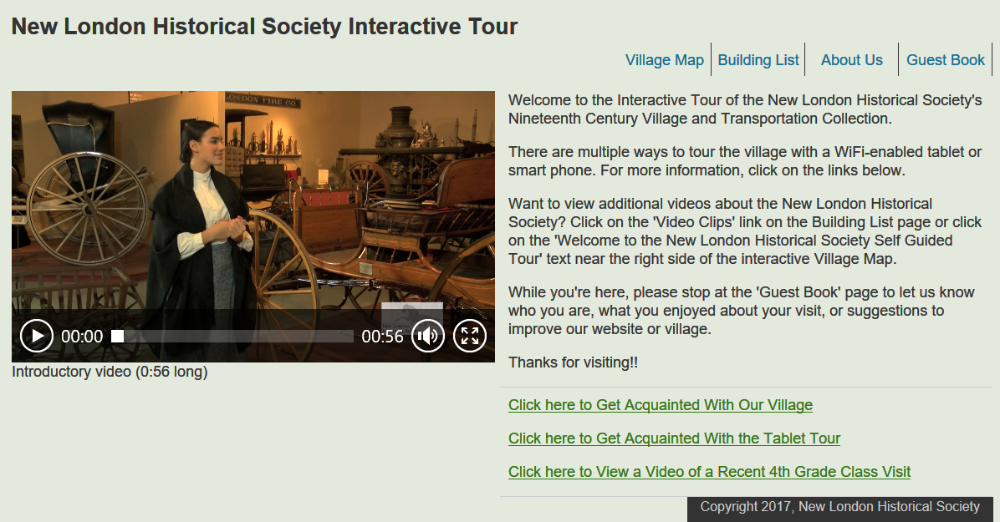 New London Historical Society Interactive Tour
Village Map
Building List
About Us
Guest Book
LONDON FIRE CO
00:00
00:56
Introductory video (0:56 long)
Welcome to the Interactive Tour of the New London Historical Society's
Nineteenth Century Village and Transportation Collection.
There are multiple ways to tour the village with a WiFi-enabled tablet or
smart phone. For more information, click on the links below.
Want to view additional videos about the New London Historical
Society? Click on the 'Video Clips' link on the Building List page or click
on the 'Welcome to the New London Historical Society Self Guided
Tour' text near the right side of the interactive Village Map.
While you're here, please stop at the 'Guest Book' page to let us know
who you are, what you enjoyed about your visit, or suggestions to
improve our website or village.
Thanks for visiting!!
Click here to Get Acquainted With Our Village
Click here to Get Acquainted With the Tablet Tour
Click here to View a Video of a Recent 4th Grade Class Visit
Copyright 2017, New London Historical Society